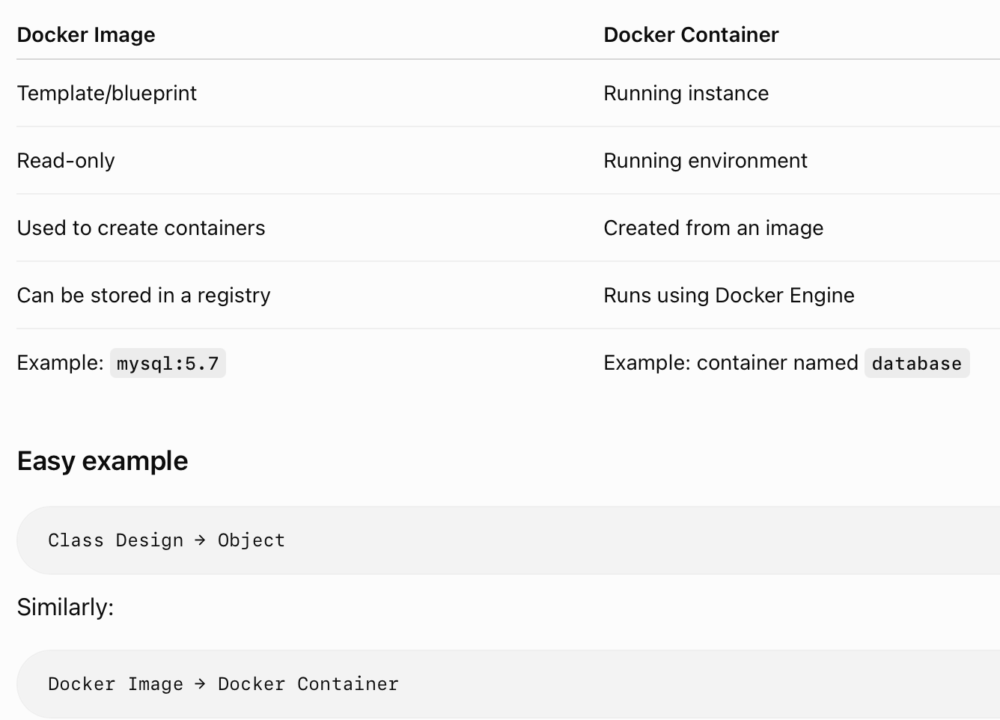 Docker Image Docker Container
Template/blueprint Running instance
Read-only Running environment
Used to create containers Created from an image
Can be stored in a registry Runs using Docker Engine
Example: mysql:5.7 Example: container named database
Easy example
Class Design → Object
Similarly:
Docker Image → Docker Container